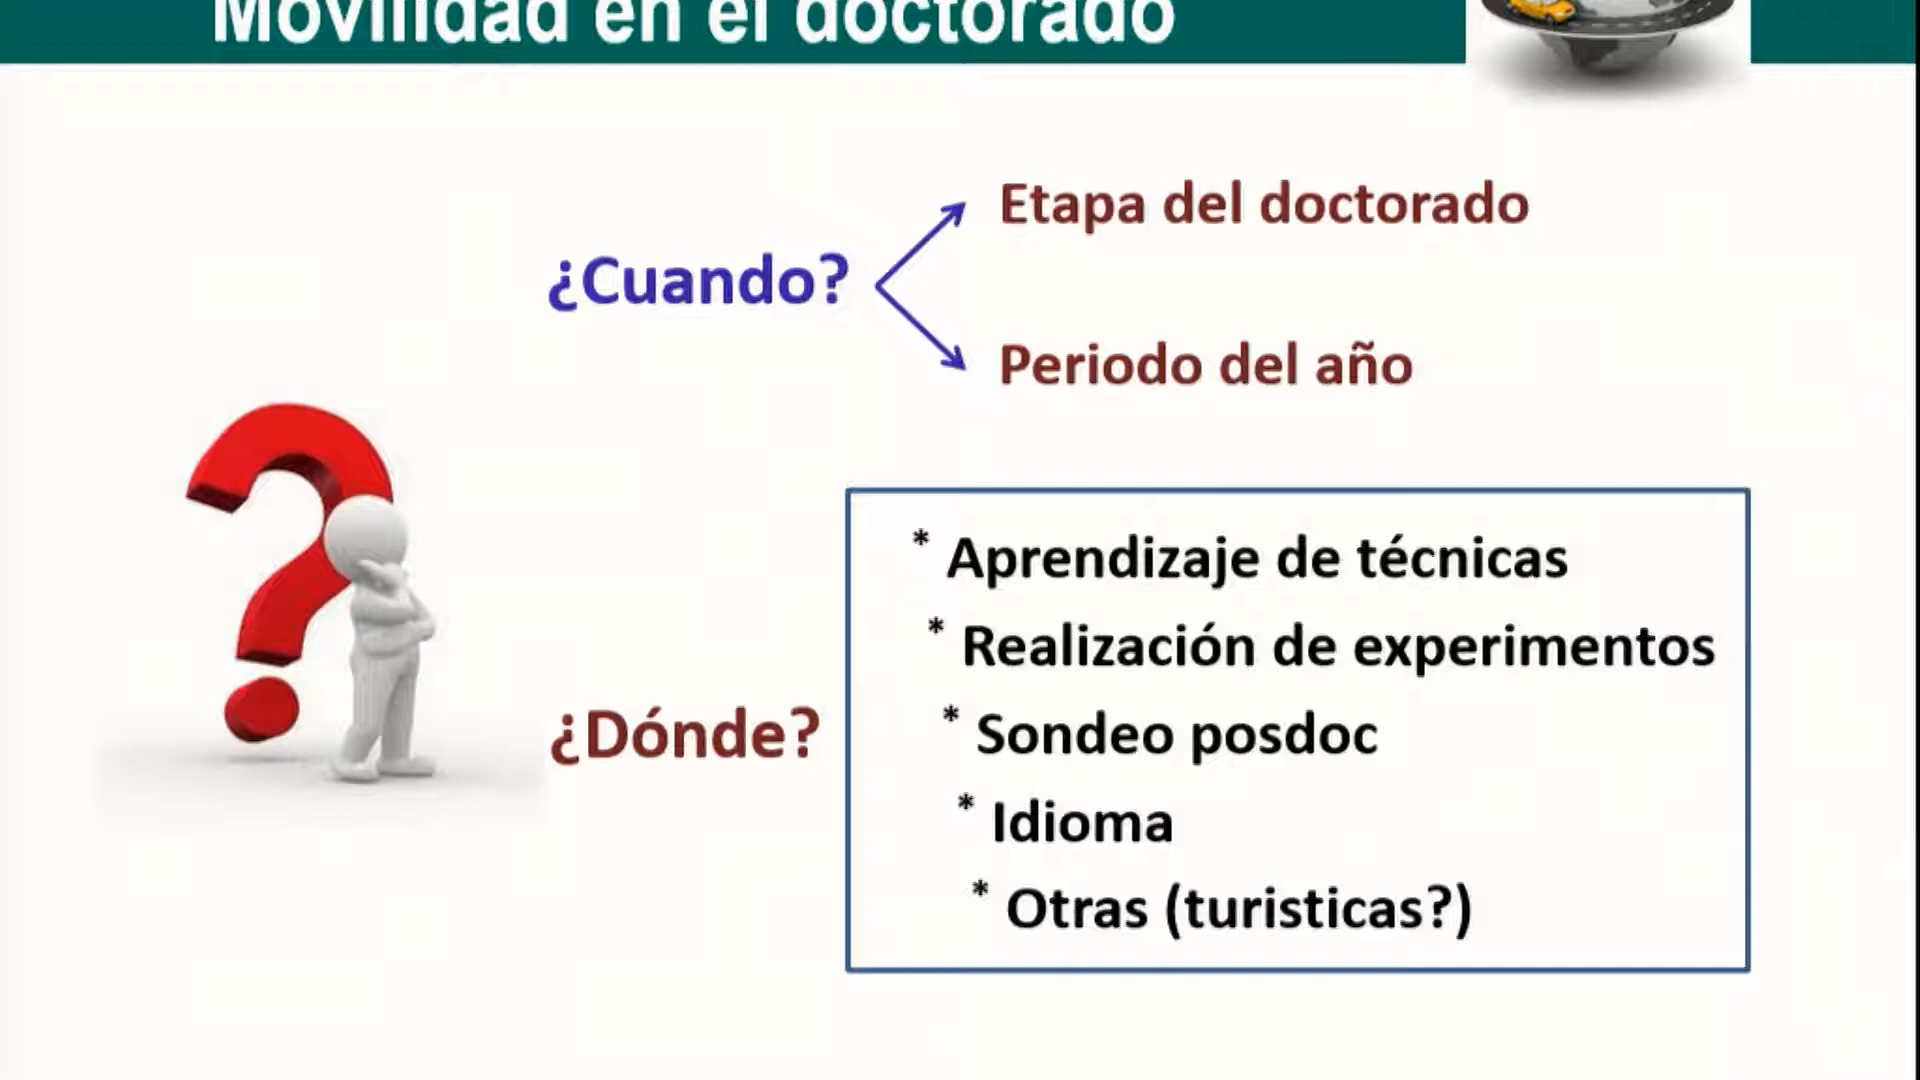 Movilidad en el doctorado
¿Cuando?
Etapa del doctorado
Periodo del año
¿Dónde?
* Aprendizaje de técnicas
* Realización de experimentos
* Sondeo posdoc
* Idioma
* Otras (turisticas?)